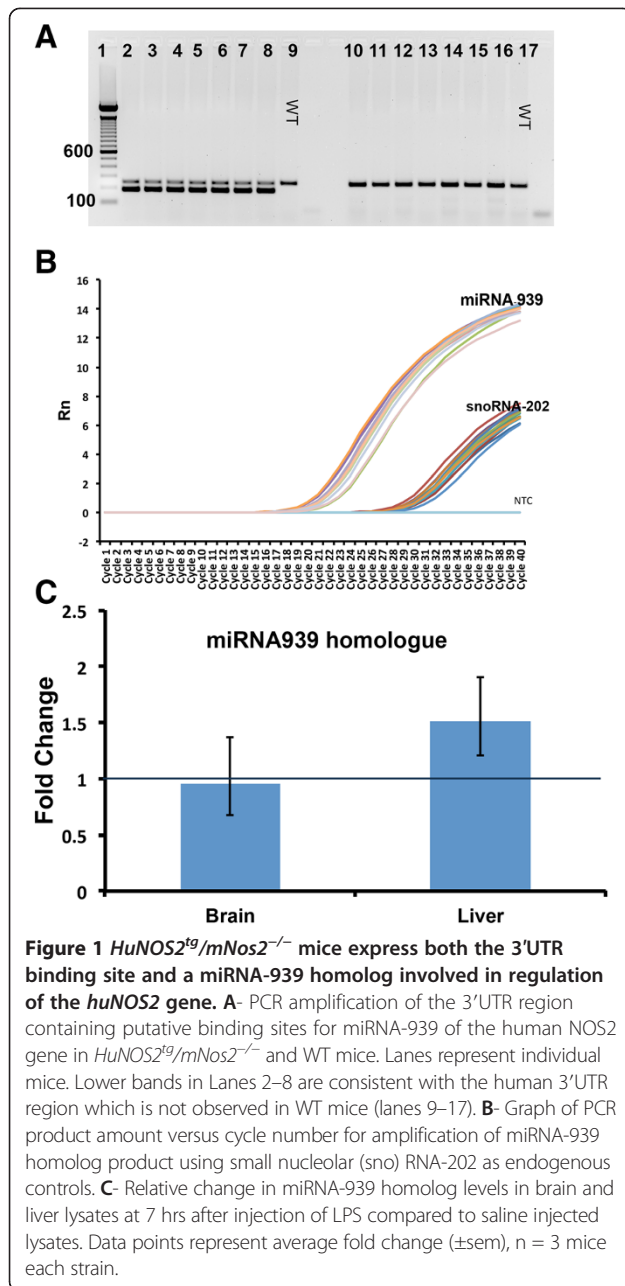 A
1 2 3 4 5 6 7 8 9 10 11 12 13 14 15 16 17
WT WT
600
100
B
16
14
12
10
8
6
4
2
0
-2
Rn
miRNA-939
snoRNA-202
NTC
Cycle 1
Cycle 2
Cycle 3
Cycle 4
Cycle 5
Cycle 6
Cycle 7
Cycle 8
Cycle 9
Cycle 10
Cycle 11
Cycle 12
Cycle 13
Cycle 14
Cycle 15
Cycle 16
Cycle 17
Cycle 18
Cycle 19
Cycle 20
Cycle 21
Cycle 22
Cycle 23
Cycle 24
Cycle 25
Cycle 26
Cycle 27
Cycle 28
Cycle 29
Cycle 30
Cycle 31
Cycle 32
Cycle 33
Cycle 34
Cycle 35
Cycle 36
Cycle 37
Cycle 38
Cycle 39
Cycle 40
C
2.5
2
1.5
1
0.5
0
Fold Change
miRNA939 homologue
Brain Liver
Figure 1 HuNOS2tg/mNos2−/− mice express both the 3'UTR
binding site and a miRNA-939 homolog involved in regulation
of the huNOS2 gene. A- PCR amplification of the 3'UTR region
containing putative binding sites for miRNA-939 of the human NOS2
gene in HuNOS2tg/mNos2−/− and WT mice. Lanes represent individual
mice. Lower bands in Lanes 2–8 are consistent with the human 3'UTR
region which is not observed in WT mice (lanes 9–17). B- Graph of PCR
product amount versus cycle number for amplification of miRNA-939
homolog product using small nucleolar (sno) RNA-202 as endogenous
controls. C- Relative change in miRNA-939 homolog levels in brain and
liver lysates at 7 hrs after injection of LPS compared to saline injected
lysates. Data points represent average fold change (±sem), n = 3 mice
each strain.